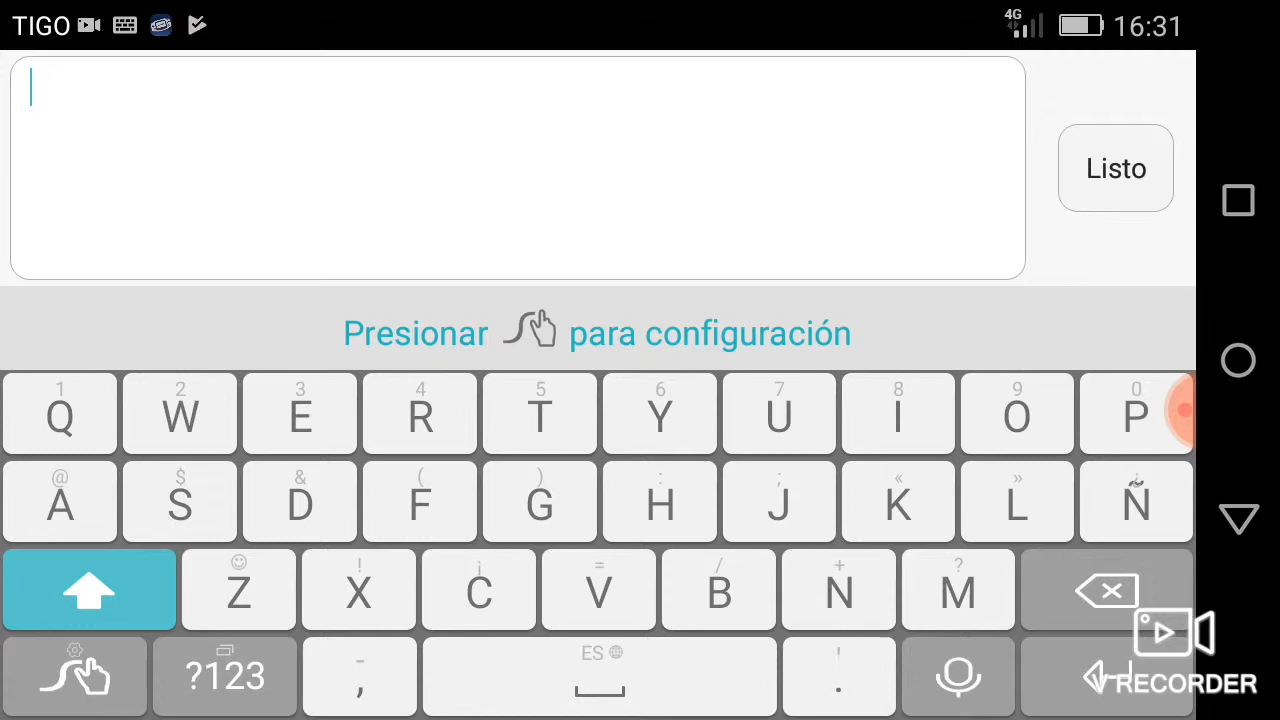 TIGO 4G 16:31
Listo
Presionar para configuración
1 2 3 4 5 6 7 8 9 0
Q W E R T Y U I O P
@ $ & ( ) : ; « » ¿
A S D F G H J K L Ñ
! ¡ = / + ?
Z X C V B N M
- ES '
?123 , .
V RECORDER